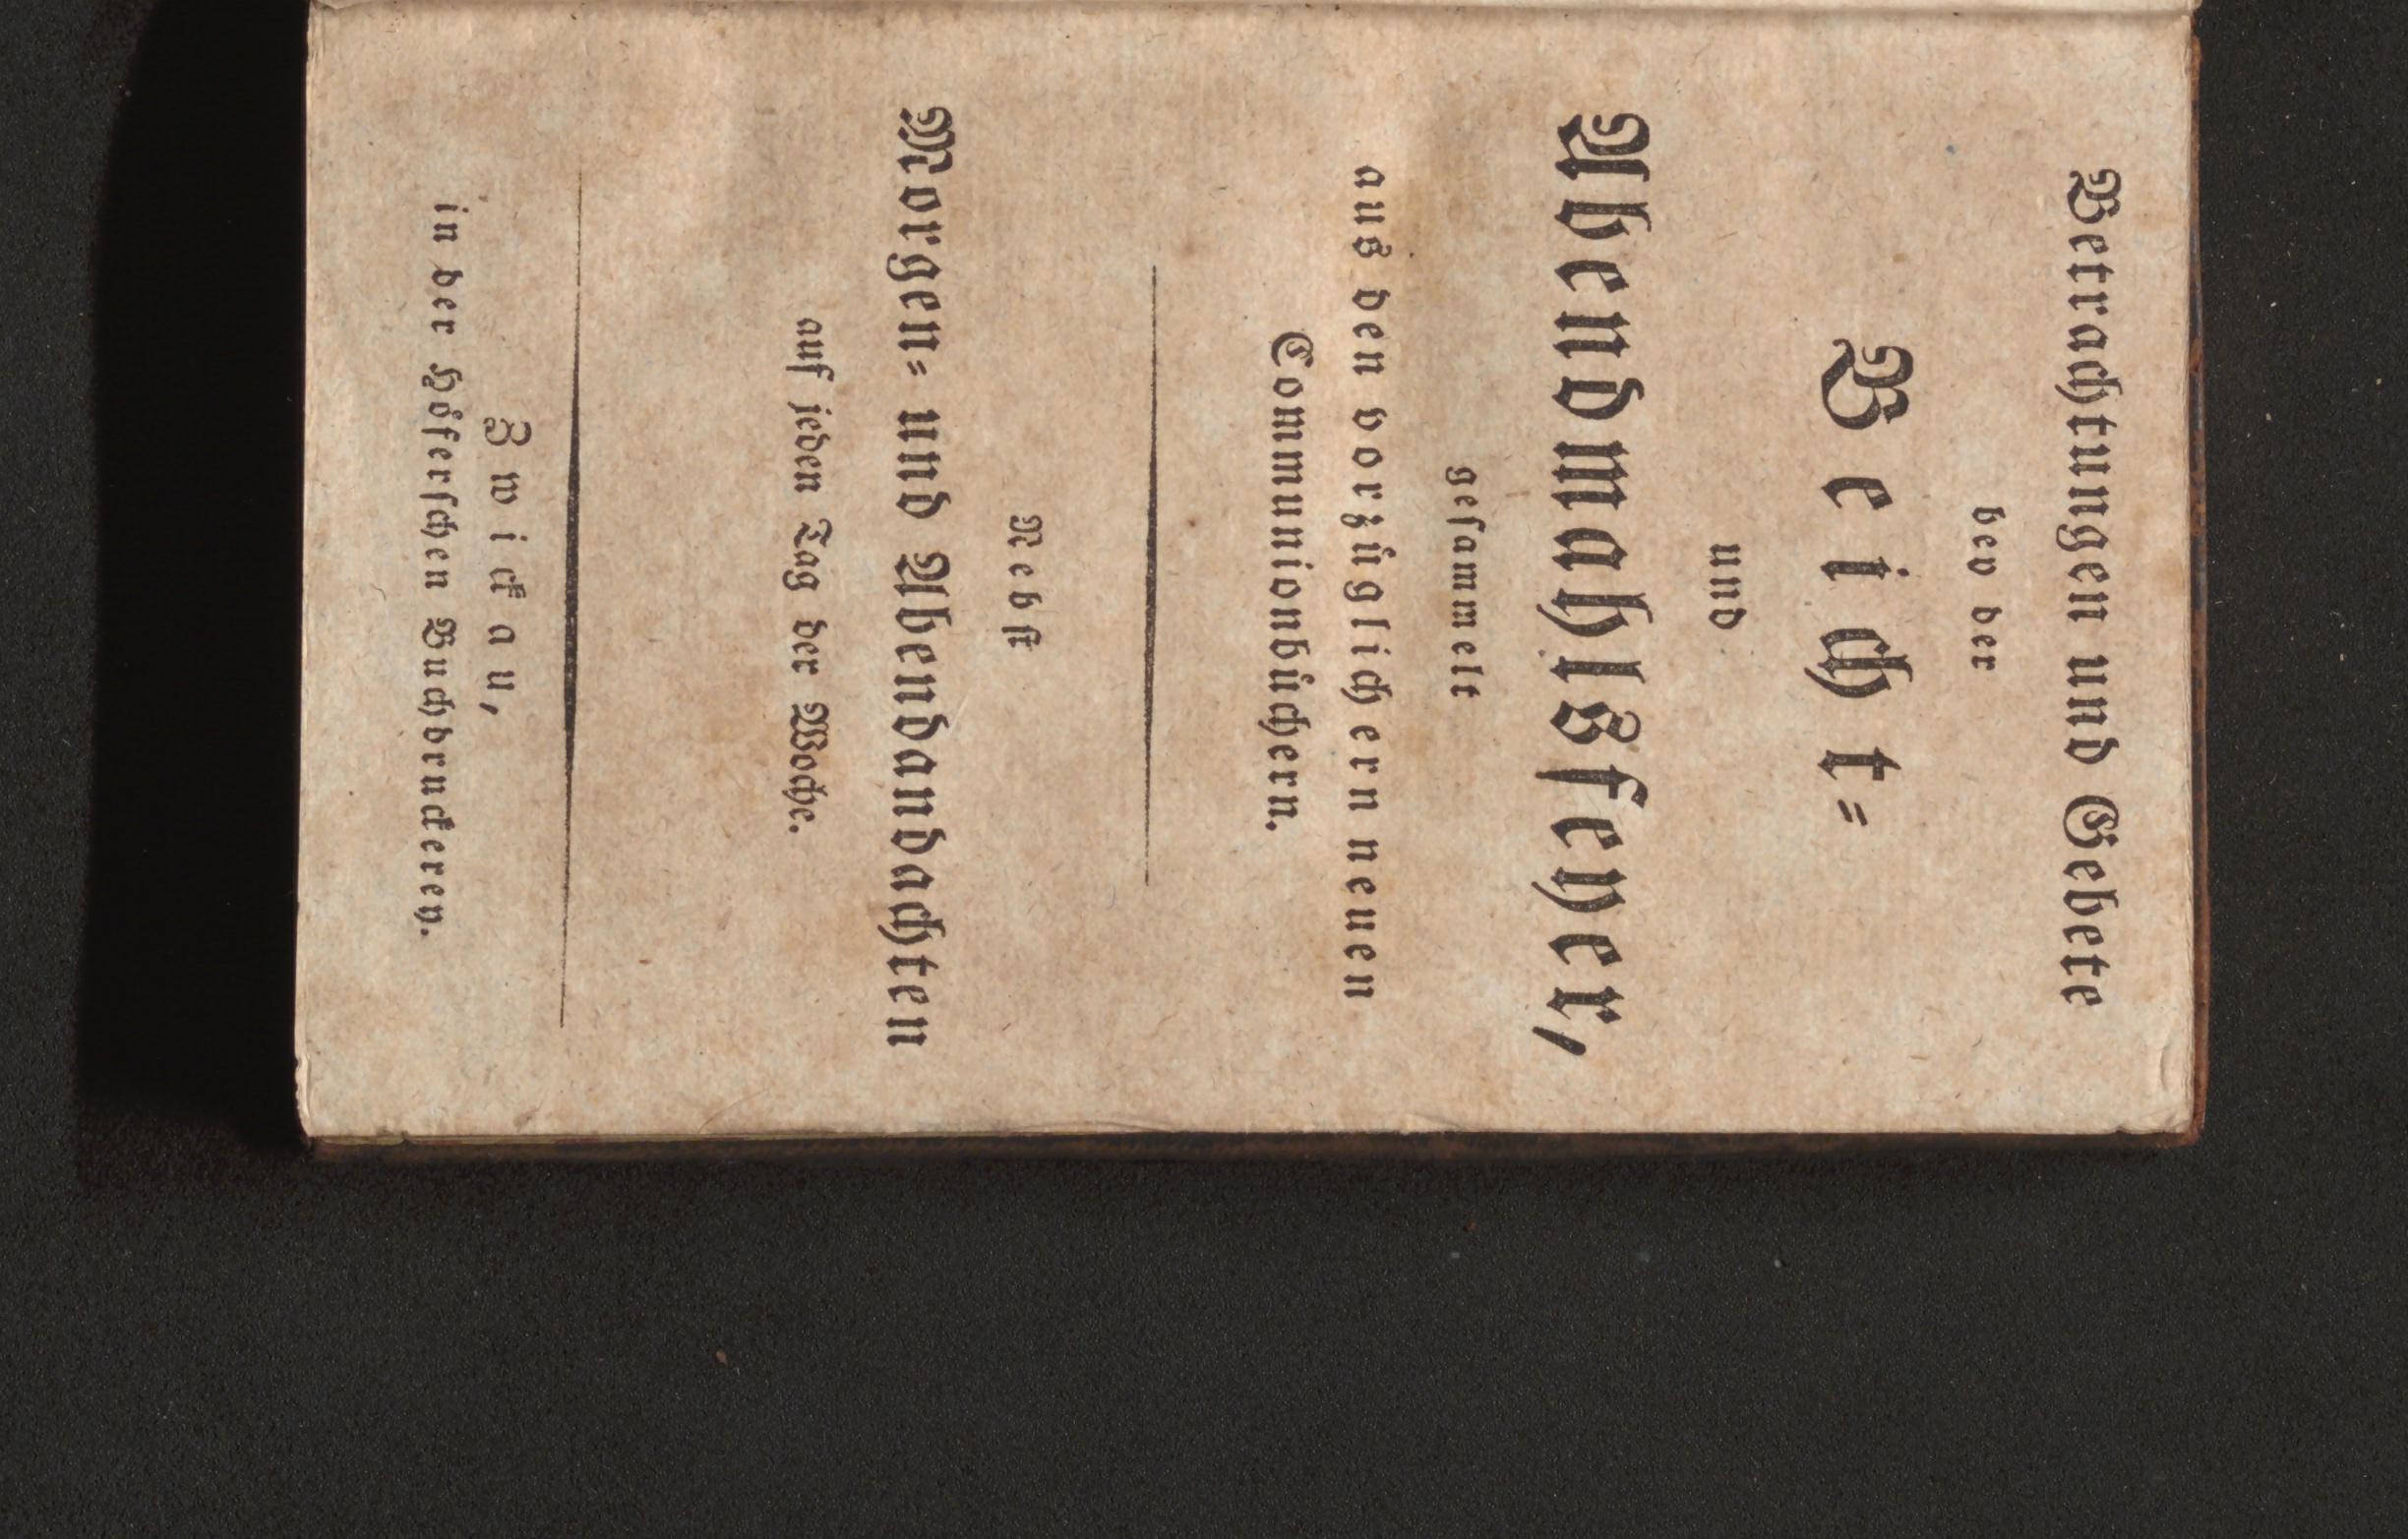 Betrachtungen und Gebete
bey der
Beicht=
und
Abendmahlsfeyer,
gesammelt
aus den vorzüglichern neuen
Communionbüchern.
Nebst
Morgen= und Abendandachten
auf jeden Tag der Woche.
Zwickau,
in der Höferschen Buchdruckerey.